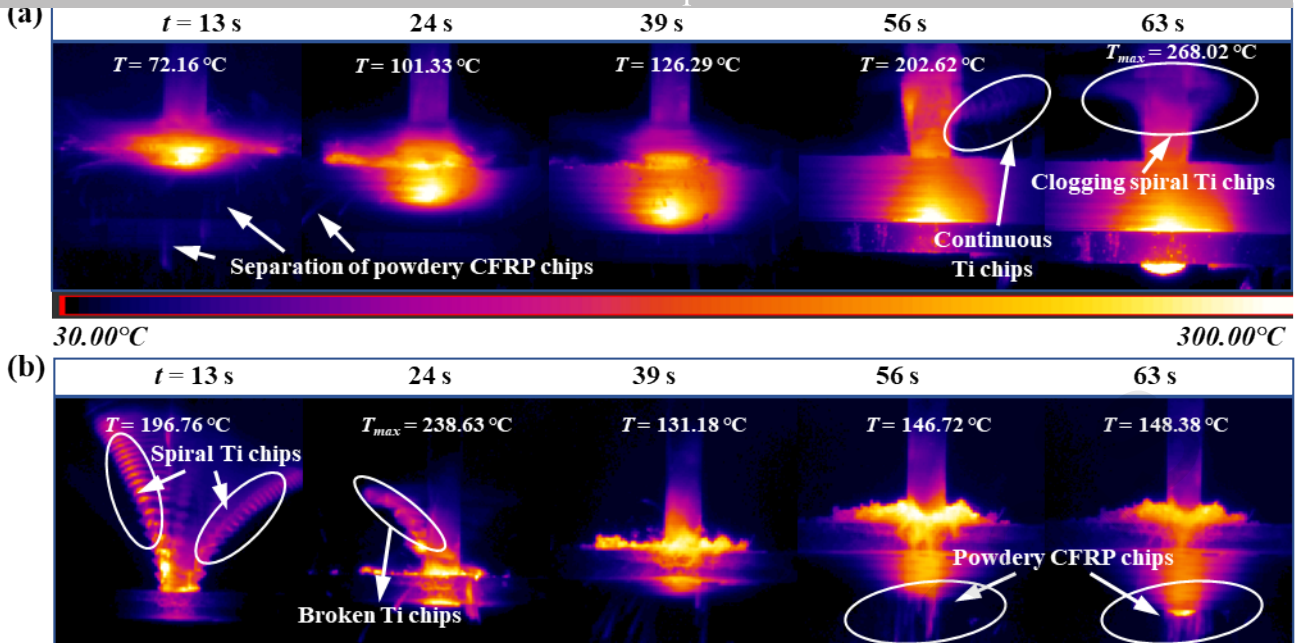 (a)
t = 13 s 24 s 39 s 56 s 63 s
T = 72.16 °C T = 101.33 °C T = 126.29 °C T = 202.62 °C Tmax = 268.02 °C
Clogging spiral Ti chips
Separation of powdery CFRP chips
Continuous
Ti chips
30.00°C 300.00°C
(b)
t = 13 s 24 s 39 s 56 s 63 s
T = 196.76 °C Tmax = 238.63 °C T = 131.18 °C T = 146.72 °C T = 148.38 °C
Spiral Ti chips
Powdery CFRP chips
Broken Ti chips